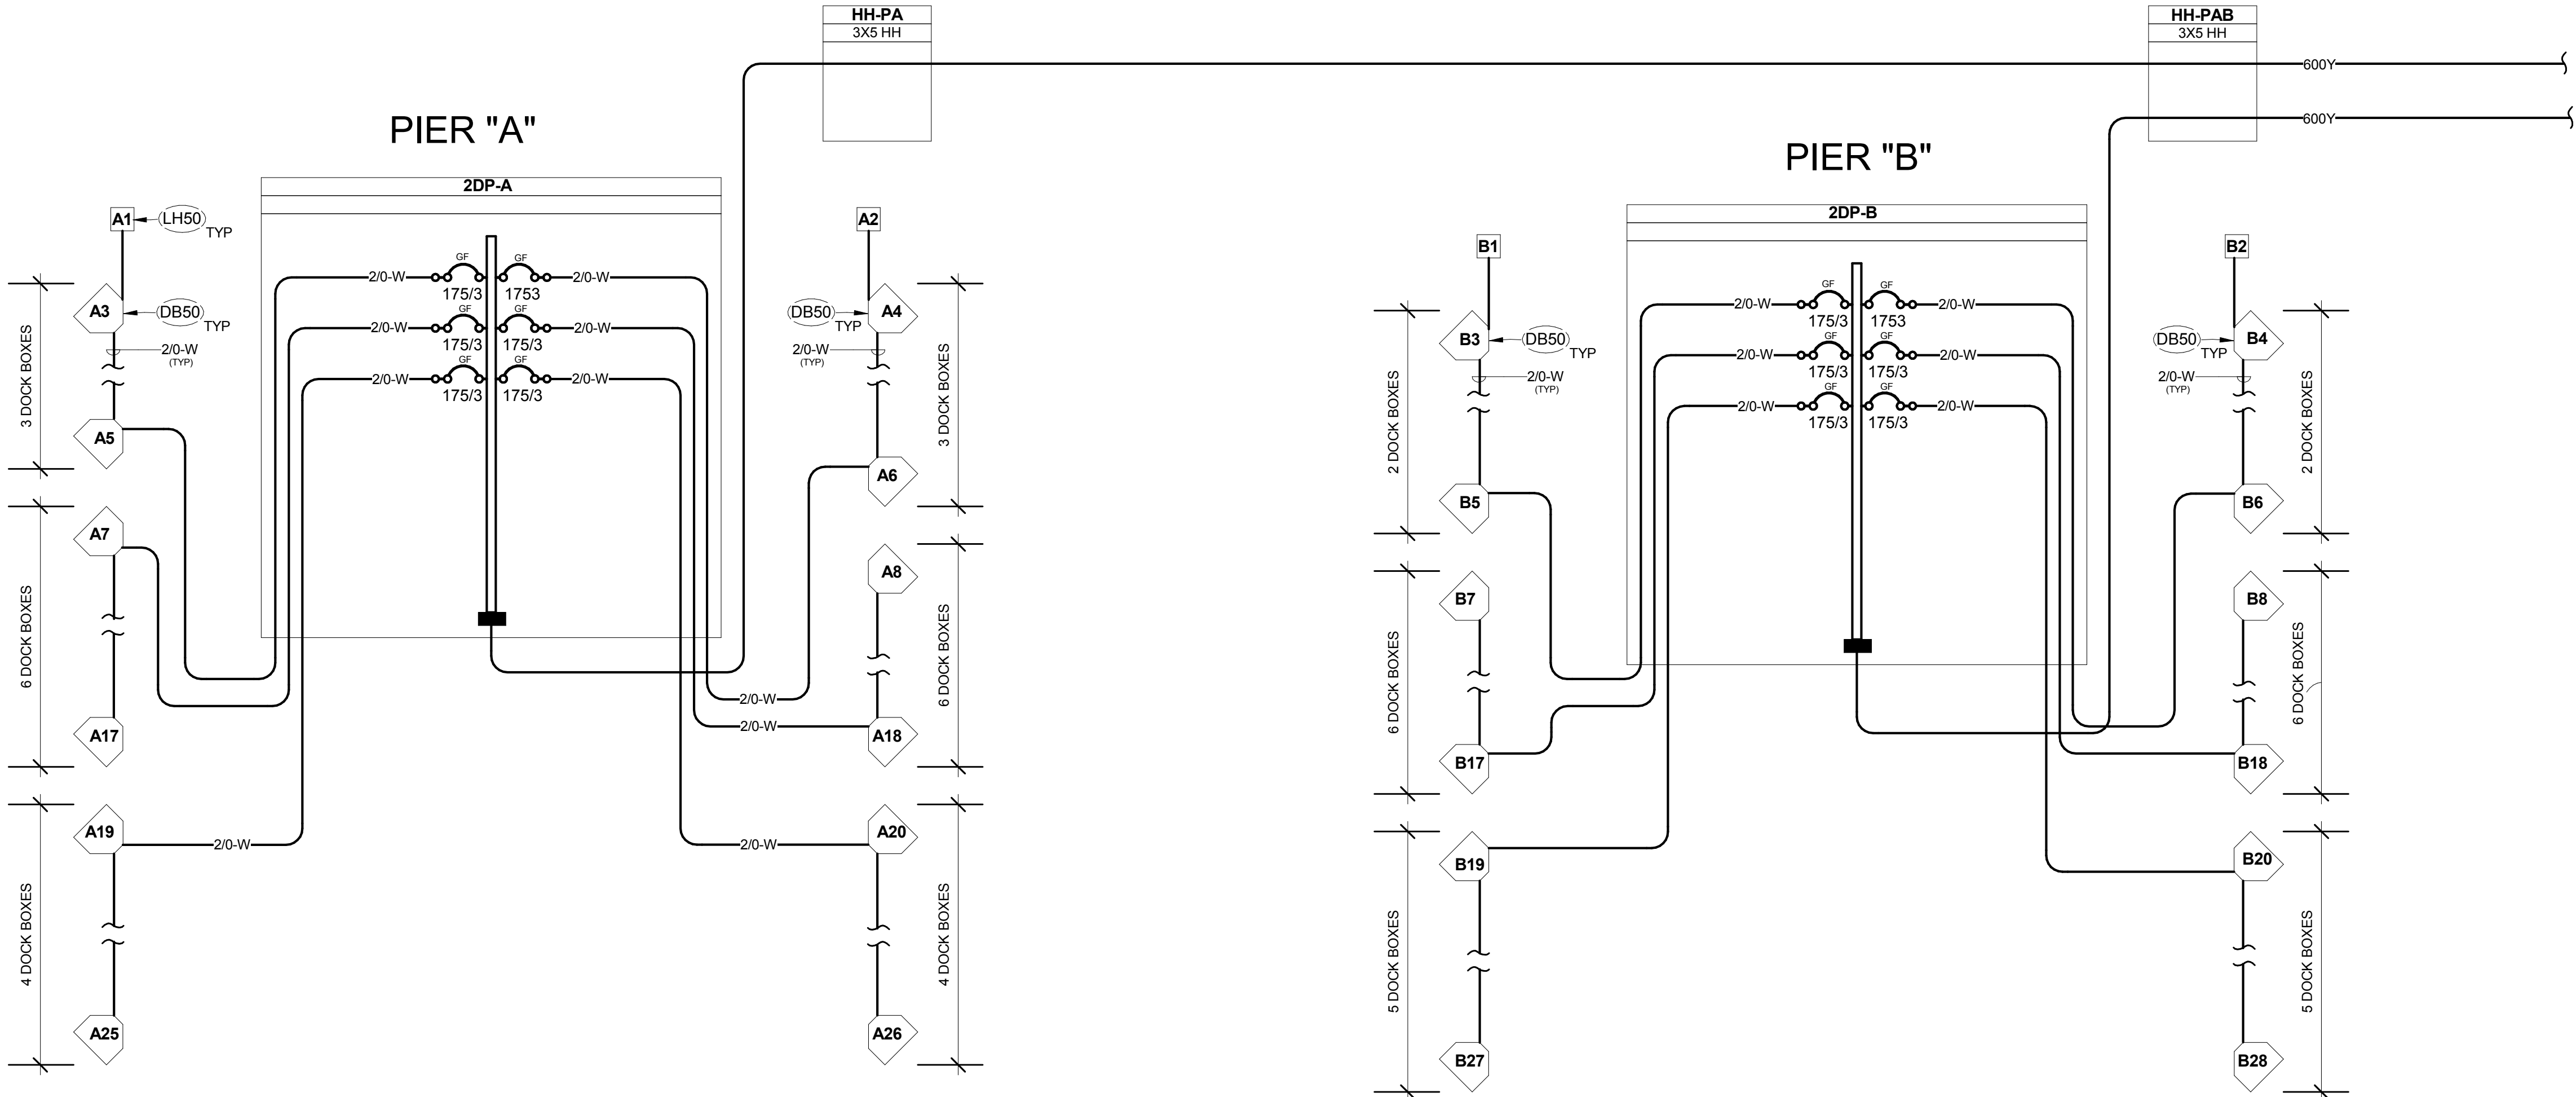 HH-PA
3X5 HH
HH-PAB
3X5 HH
600Y
600Y
PIER "A"
2DP-A
A1
LH50
TYP
A2
2/0-W
GF
175/3
GF
1753
2/0-W
A3
DB50
TYP
DB50
TYP
A4
2/0-W
GF
175/3
GF
175/3
2/0-W
2/0-W
(TYP)
2/0-W
(TYP)
2/0-W
GF
175/3
GF
175/3
2/0-W
3 DOCK BOXES
3 DOCK BOXES
A5
A6
A7
A8
6 DOCK BOXES
6 DOCK BOXES
2/0-W
2/0-W
A17
A18
A19
2/0-W
2/0-W
A20
4 DOCK BOXES
4 DOCK BOXES
A25
A26
PIER "B"
2DP-B
B1
B2
2/0-W
GF
175/3
GF
1753
2/0-W
B3
DB50
TYP
DB50
TYP
B4
2/0-W
GF
175/3
GF
175/3
2/0-W
2/0-W
(TYP)
2/0-W
(TYP)
2/0-W
GF
175/3
GF
175/3
2/0-W
2 DOCK BOXES
2 DOCK BOXES
B5
B6
B7
B8
6 DOCK BOXES
6 DOCK BOXES
B17
B18
B19
B20
5 DOCK BOXES
5 DOCK BOXES
B27
B28